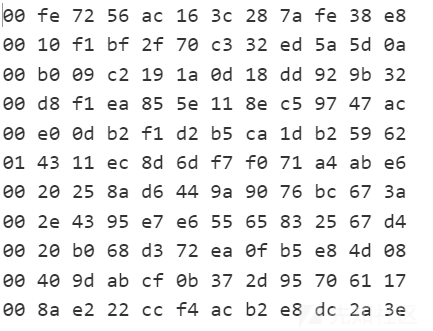 00 fe 72 56 ac 16 3c 28 7a fe 38 e8
00 10 f1 bf 2f 70 c3 32 ed 5a 5d 0a
00 b0 09 c2 19 1a 0d 18 dd 92 9b 32
00 d8 f1 ea 85 5e 11 8e c5 97 47 ac
00 e0 0d b2 f1 d2 b5 ca 1d b2 59 62
01 43 11 ec 8d 6d f7 f0 71 a4 ab e6
00 20 25 8a d6 44 9a 90 76 bc 67 3a
00 2e 43 95 e7 e6 55 65 83 25 67 d4
00 20 b0 68 d3 72 ea 0f b5 e8 4d 08
00 40 9d ab cf 0b 37 2d 95 70 61 17
00 8a e2 22 cc f4 ac b2 e8 dc 2a 3e